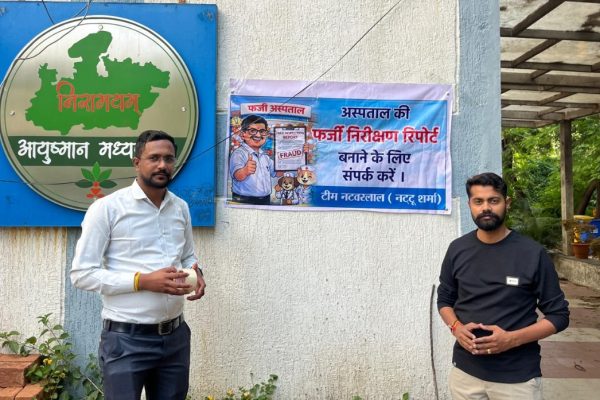 निरामयम्
आयुष्मान मध्य
फर्जी अस्पताल
FRAUD
अस्पताल की
फर्जी निरीक्षण रिपोर्ट
बनाने के लिए
संपर्क करें ।
टीम नटवरलाल ( नट्टू शर्मा)